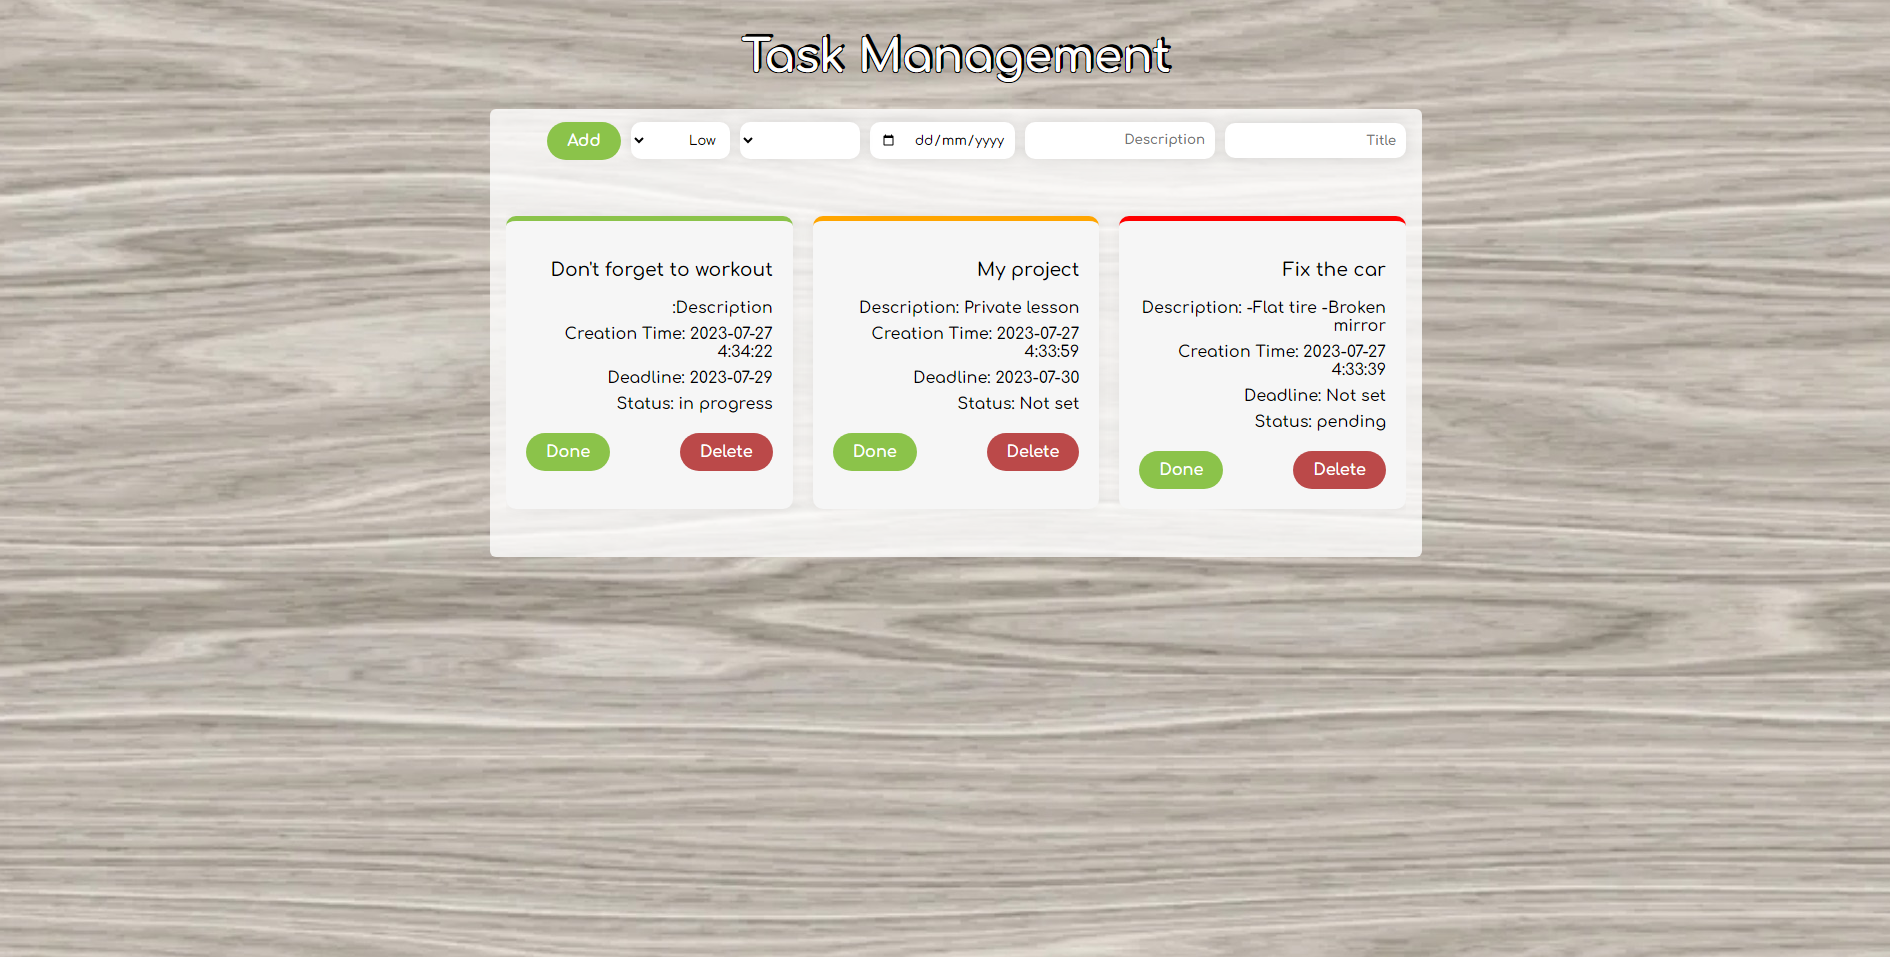 Task Management
Title
Description
dd/mm/yyyy
Low
Add
Fix the car
Description: -Flat tire -Broken
mirror
Creation Time: 2023-07-27
4:33:39
Deadline: Not set
Status: pending
Done
Delete
My project
Description: Private lesson
Creation Time: 2023-07-27
4:33:59
Deadline: 2023-07-30
Status: Not set
Done
Delete
Don't forget to workout
:Description
Creation Time: 2023-07-27
4:34:22
Deadline: 2023-07-29
Status: in progress
Done
Delete